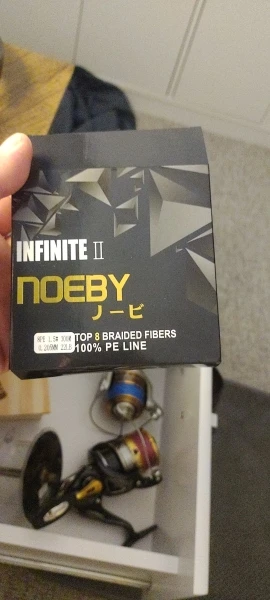 INFINITE II
NOEBY
ノービ
TOP 8 BRAIDED FIBERS
100% PE LINE